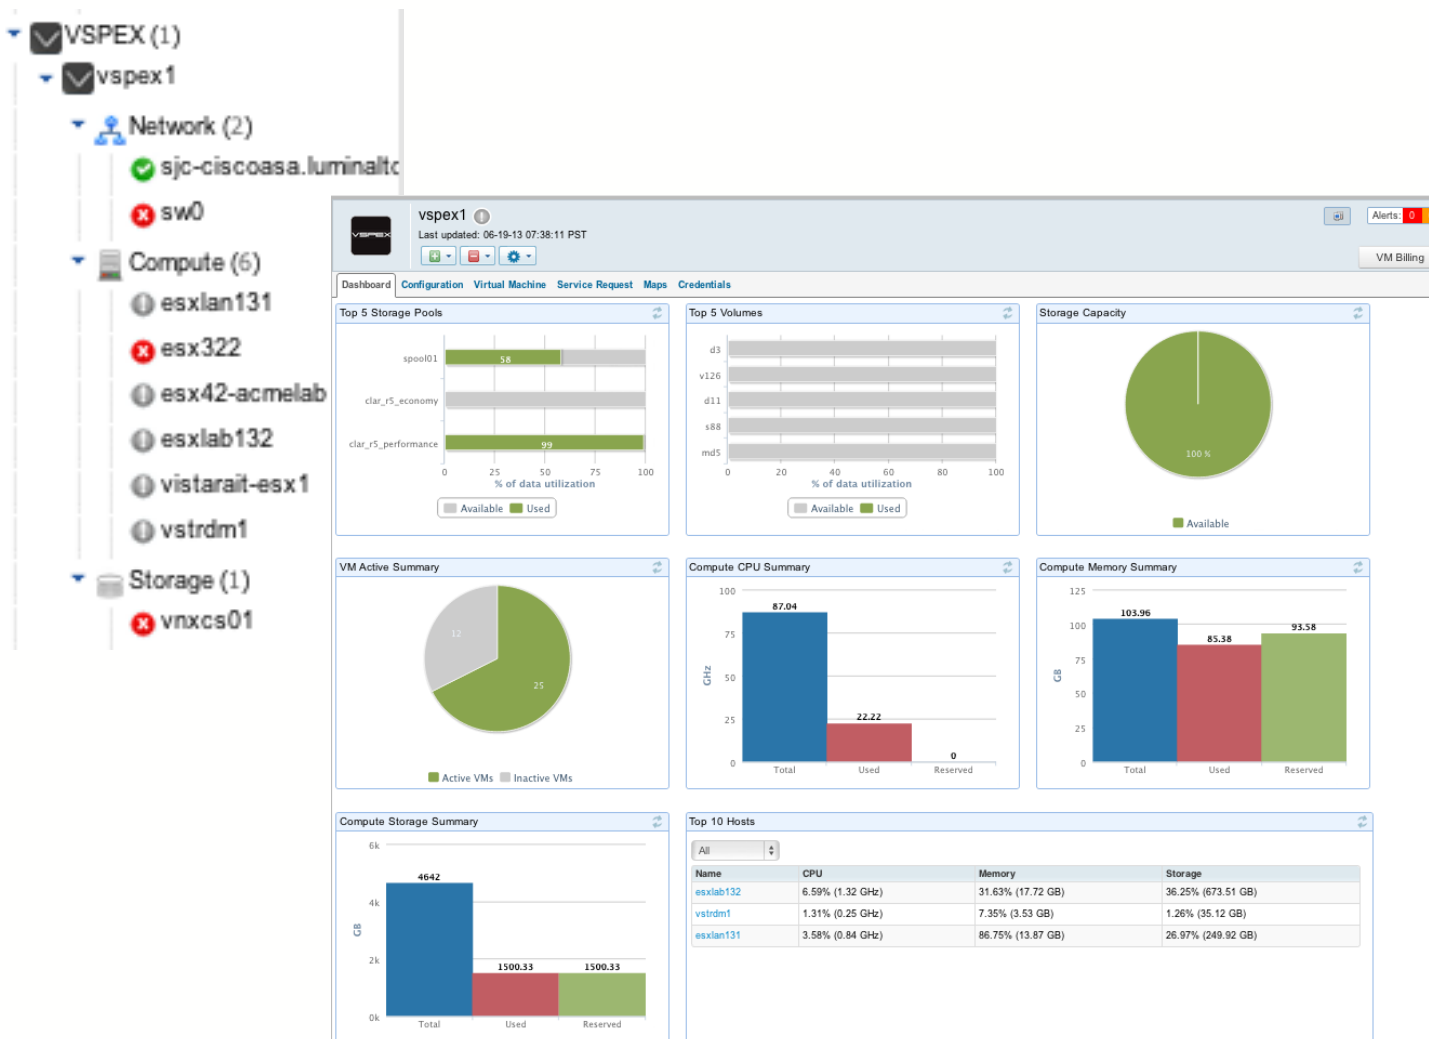 VSPEX (1)
vspex1
Network (2)
sjc-ciscoasa.luminaltc
sw0
Compute (6)
esxlan131
esx322
esx42-acmelab
esxlab132
vistarait-esx1
vstrdm1
Storage (1)
vnxcs01
VSPEX
vspex1
Last updated: 06-19-13 07:38:11 PST
Alerts: 0
VM Billing
Dashboard Configuration Virtual Machine Service Request Maps Credentials
Top 5 Storage Pools
spool01 58
clar_r5_economy
clar_r5_performance 99
0 25 50 75 100
% of data utilization
Available Used
Top 5 Volumes
d3
v126
d11
s88
md5
0 20 40 60 80 100
% of data utilization
Available Used
Storage Capacity
100 %
Available
VM Active Summary
12
25
Active VMs Inactive VMs
Compute CPU Summary
100
87.04
75
GHz
50
25
22.22
0
0
Total Used Reserved
Compute Memory Summary
125
103.96
100
93.58
85.38
75
GB
50
25
0
Total Used Reserved
Compute Storage Summary
6k
4642
4k
GB
2k
1500.33 1500.33
0k
Total Used Reserved
Top 10 Hosts
All
Name CPU Memory Storage
esxlab132 6.59% (1.32 GHz) 31.63% (17.72 GB) 36.25% (673.51 GB)
vstrdm1 1.31% (0.25 GHz) 7.35% (3.53 GB) 1.26% (35.12 GB)
esxlan131 3.58% (0.84 GHz) 86.75% (13.87 GB) 26.97% (249.92 GB)